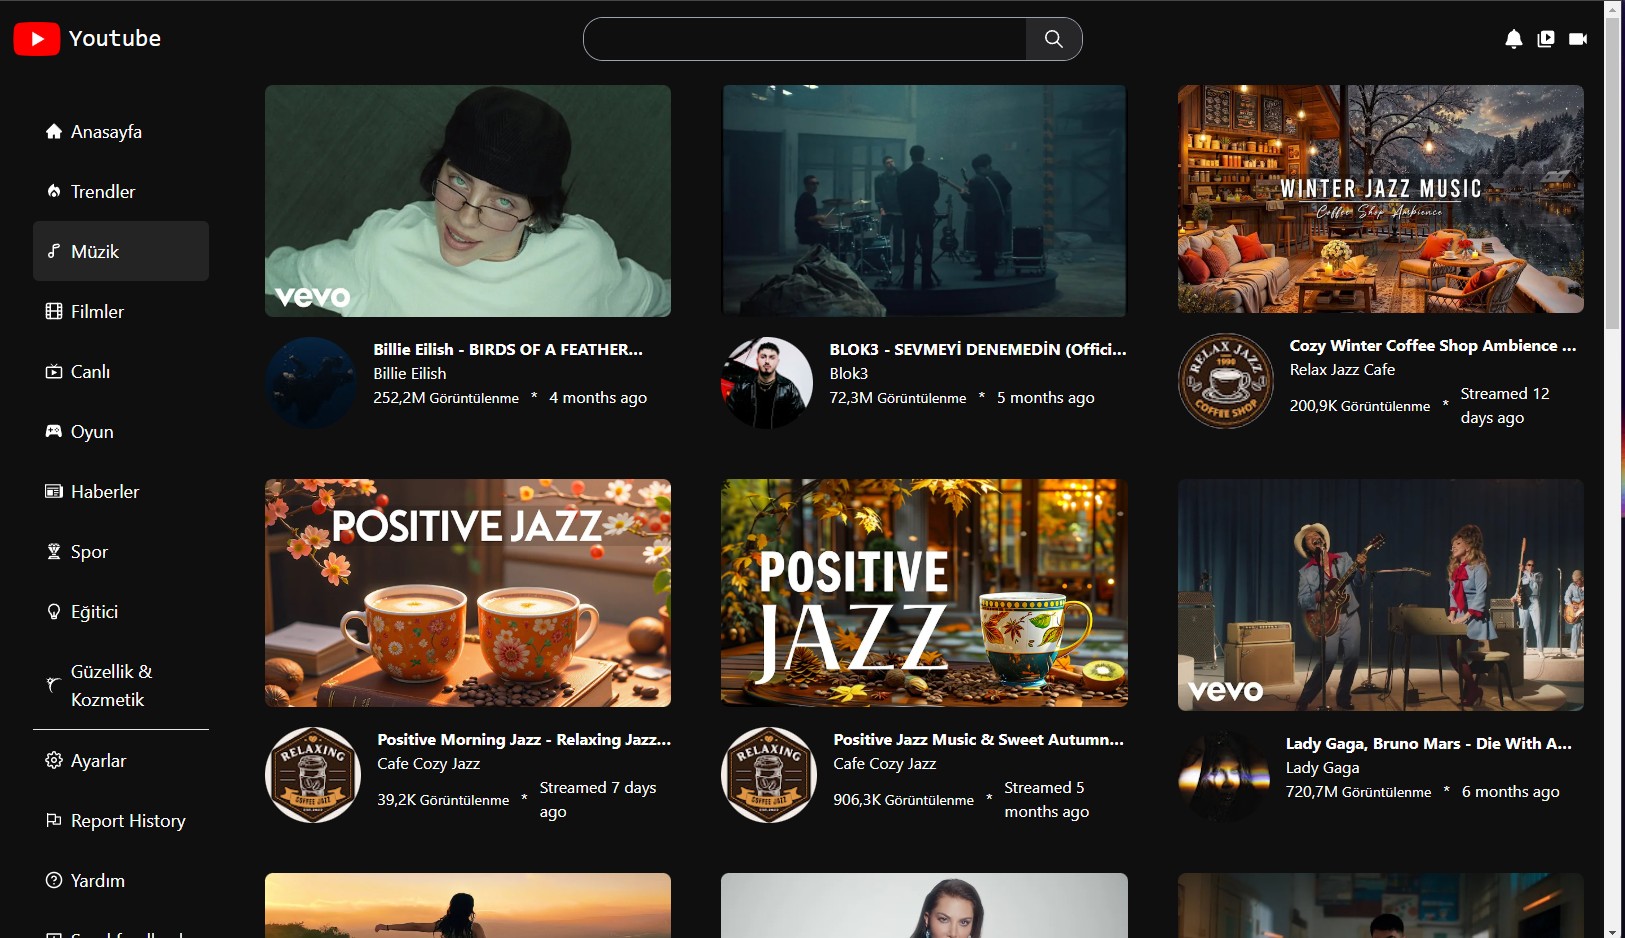 Youtube
Anasayfa
Trendler
Müzik
Filmler
Canlı
Oyun
Haberler
Spor
Eğitici
Güzellik &
Kozmetik
Ayarlar
Report History
Yardım
vevo
Billie Eilish - BIRDS OF A FEATHER...
Billie Eilish
252,2M Görüntülenme * 4 months ago
BLOK3 - SEVMEYİ DENEMEDİN (Offici...
Blok3
72,3M Görüntülenme * 5 months ago
WINTER JAZZ MUSIC
Coffee Shop Ambience
RELAX JAZZ
1999
COFFEE SHOP
Cozy Winter Coffee Shop Ambience ...
Relax Jazz Cafe
200,9K Görüntülenme * Streamed 12
days ago
POSITIVE JAZZ
RELAXING
COFFEE JAZZ
Positive Morning Jazz - Relaxing Jazz...
Cafe Cozy Jazz
39,2K Görüntülenme * Streamed 7 days
ago
POSITIVE
JAZZ
RELAXING
COFFEE JAZZ
Positive Jazz Music & Sweet Autumn...
Cafe Cozy Jazz
906,3K Görüntülenme * Streamed 5
months ago
vevo
Lady Gaga, Bruno Mars - Die With A...
Lady Gaga
720,7M Görüntülenme * 6 months ago